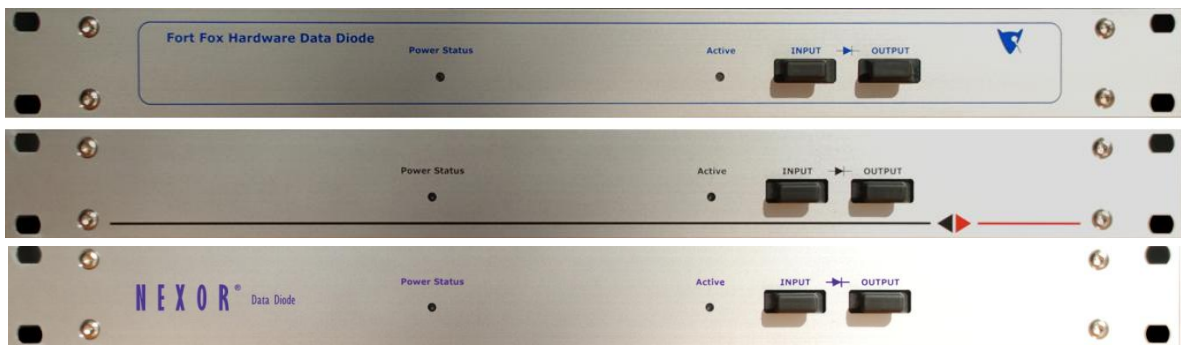 Fort Fox Hardware Data Diode
Power Status Active INPUT OUTPUT
Power Status Active INPUT OUTPUT
NEXOR® Data Diode
Power Status Active INPUT OUTPUT